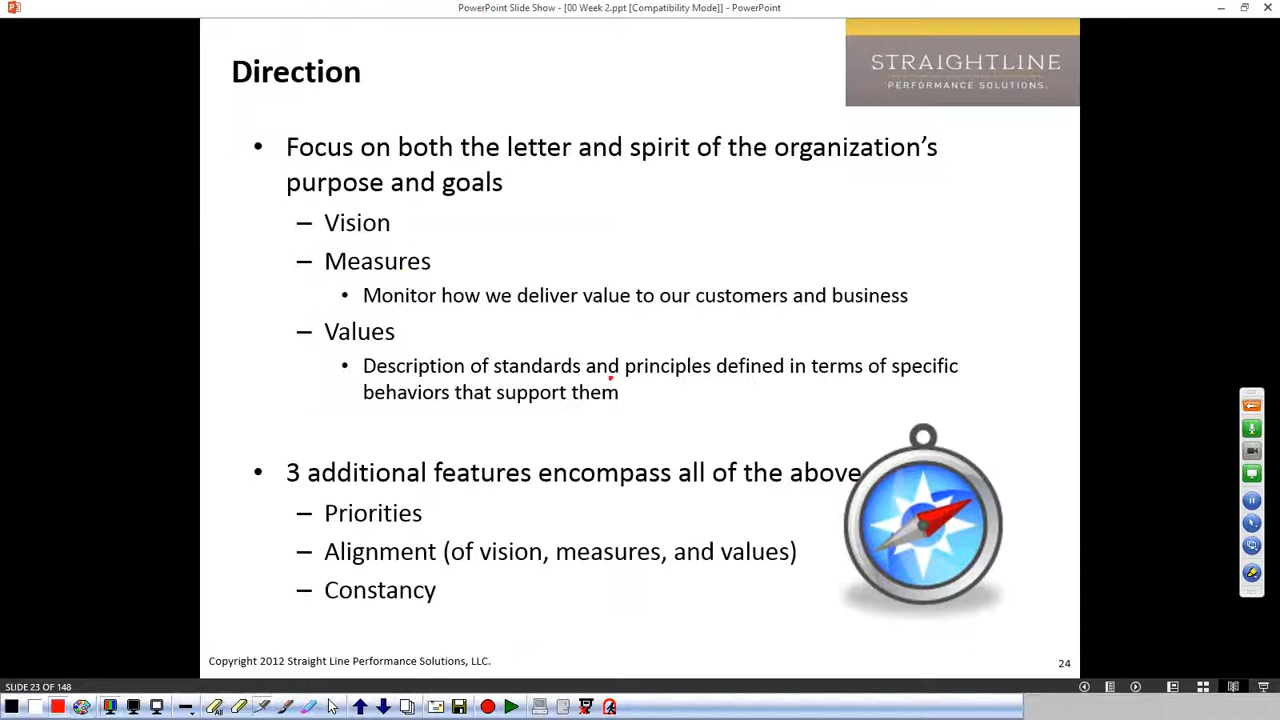 PowerPoint Slide Show - [00 Week 2.ppt [Compatibility Mode]] - PowerPoint
Direction
STRAIGHTLINE
PERFORMANCE SOLUTIONS.
• Focus on both the letter and spirit of the organization's
purpose and goals
– Vision
– Measures
• Monitor how we deliver value to our customers and business
– Values
• Description of standards and principles defined in terms of specific
behaviors that support them
• 3 additional features encompass all of the above
– Priorities
– Alignment (of vision, measures, and values)
– Constancy
Copyright 2012 Straight Line Performance Solutions, LLC.
24
SLIDE 23 OF 148